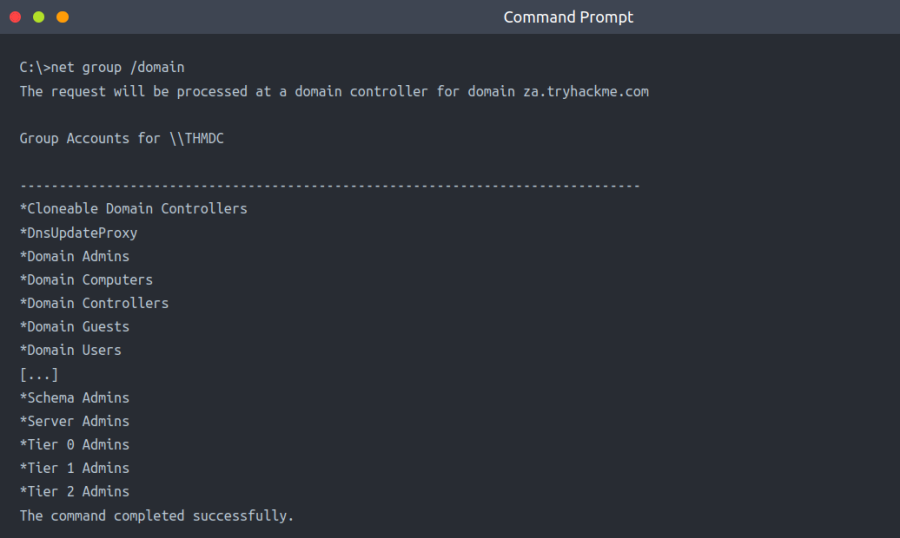 Command Prompt
C:\>net group /domain
The request will be processed at a domain controller for domain za.tryhackme.com
Group Accounts for \\THMDC
-------------------------------------------------------------------------------
*Cloneable Domain Controllers
*DnsUpdateProxy
*Domain Admins
*Domain Computers
*Domain Controllers
*Domain Guests
*Domain Users
[...]
*Schema Admins
*Server Admins
*Tier 0 Admins
*Tier 1 Admins
*Tier 2 Admins
The command completed successfully.